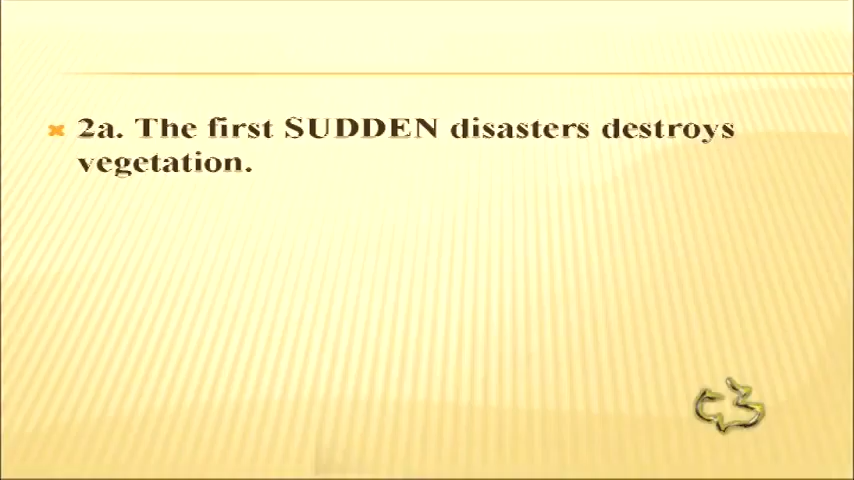 2a. The first SUDDEN disasters destroys
vegetation.